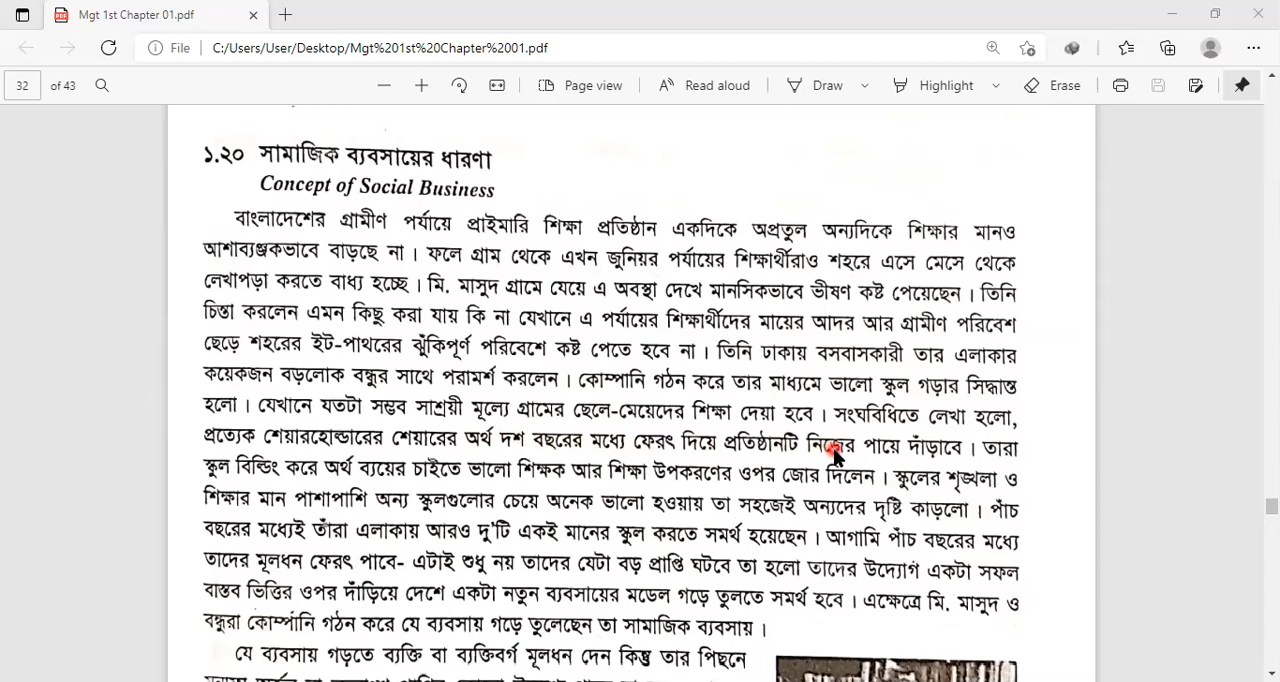 Mgt 1st Chapter 01.pdf
File C:/Users/User/Desktop/Mgt%201st%20Chapter%2001.pdf
32 of 43 Page view Read aloud Draw Highlight Erase
১.২০ সামাজিক ব্যবসায়ের ধারণা
Concept of Social Business
বাংলাদেশের গ্রামীণ পর্যায়ে প্রাইমারি শিক্ষা প্রতিষ্ঠান একদিকে অপ্রতুল অন্যদিকে শিক্ষার মানও
আশাব্যঞ্জকভাবে বাড়ছে না। ফলে গ্রাম থেকে এখন জুনিয়র পর্যায়ের শিক্ষার্থীরাও শহরে এসে মেসে থেকে
লেখাপড়া করতে বাধ্য হচ্ছে। মি. মাসুদ গ্রামে যেয়ে এ অবস্থা দেখে মানসিকভাবে ভীষণ কষ্ট পেয়েছেন। তিনি
চিন্তা করলেন এমন কিছু করা যায় কি না যেখানে এ পর্যায়ের শিক্ষার্থীদের মায়ের আদর আর গ্রামীণ পরিবেশ
ছেড়ে শহরের ইট-পাথরের ঝুঁকিপূর্ণ পরিবেশে কষ্ট পেতে হবে না। তিনি ঢাকায় বসবাসকারী তার এলাকার
কয়েকজন বড়লোক বন্ধুর সাথে পরামর্শ করলেন। কোম্পানি গঠন করে তার মাধ্যমে ভালো স্কুল গড়ার সিদ্ধান্ত
হলো। যেখানে যতটা সম্ভব সাশ্রয়ী মূল্যে গ্রামের ছেলে-মেয়েদের শিক্ষা দেয়া হবে। সংঘবিধিতে লেখা হলো,
প্রত্যেক শেয়ারহোল্ডারের শেয়ারের অর্থ দশ বছরের মধ্যে ফেরৎ দিয়ে প্রতিষ্ঠানটি নিজের পায়ে দাঁড়াবে। তারা
স্কুল বিল্ডিং করে অর্থ ব্যয়ের চাইতে ভালো শিক্ষক আর শিক্ষা উপকরণের ওপর জোর দিলেন। স্কুলের শৃঙ্খলা ও
শিক্ষার মান পাশাপাশি অন্য স্কুলগুলোর চেয়ে অনেক ভালো হওয়ায় তা সহজেই অন্যদের দৃষ্টি কাড়লো। পাঁচ
বছরের মধ্যেই তাঁরা এলাকায় আরও দু'টি একই মানের স্কুল করতে সমর্থ হয়েছেন। আগামি পাঁচ বছরের মধ্যে
তাদের মূলধন ফেরৎ পাবে- এটাই শুধু নয় তাদের যেটা বড় প্রাপ্তি ঘটবে তা হলো তাদের উদ্যোগ একটা সফল
বাস্তব ভিত্তির ওপর দাঁড়িয়ে দেশে একটা নতুন ব্যবসায়ের মডেল গড়ে তুলতে সমর্থ হবে। এক্ষেত্রে মি. মাসুদ ও
বন্ধুরা কোম্পানি গঠন করে যে ব্যবসায় গড়ে তুলেছেন তা সামাজিক ব্যবসায়।
যে ব্যবসায় গড়তে ব্যক্তি বা ব্যক্তিবর্গ মূলধন দেন কিন্তু তার পিছনে